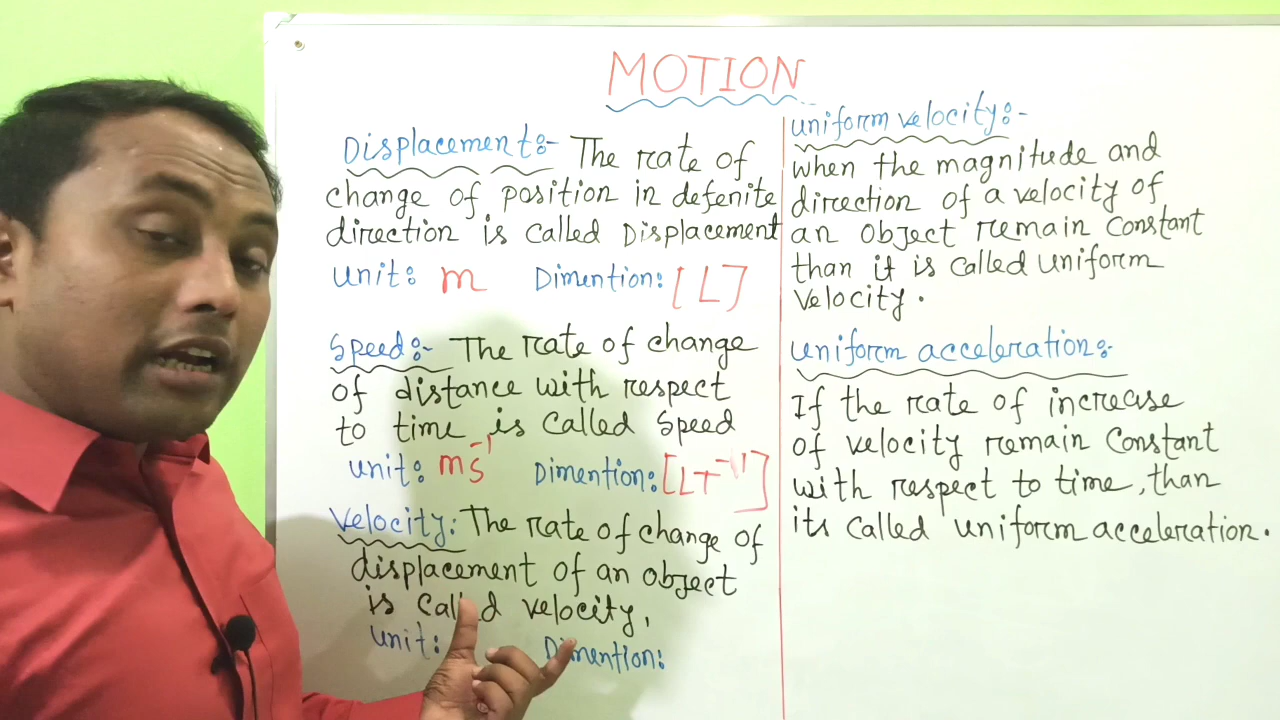 MOTION
Displacement:- The rate of
change of position in defenite
direction is called Displacement
unit: m Dimention: [L]
Speed:- The rate of change
of distance with respect
to time is called Speed
unit: ms⁻¹ Dimention: [LT⁻¹]
Velocity: The rate of change of
displacement of an object
is called velocity,
unit: Dimention:
uniform velocity:-
when the magnitude and
direction of a velocity of
an object remain constant
than it is called uniform
velocity.
uniform acceleration:-
If the rate of increase
of velocity remain constant
with respect to time, than
its called uniform acceleration.